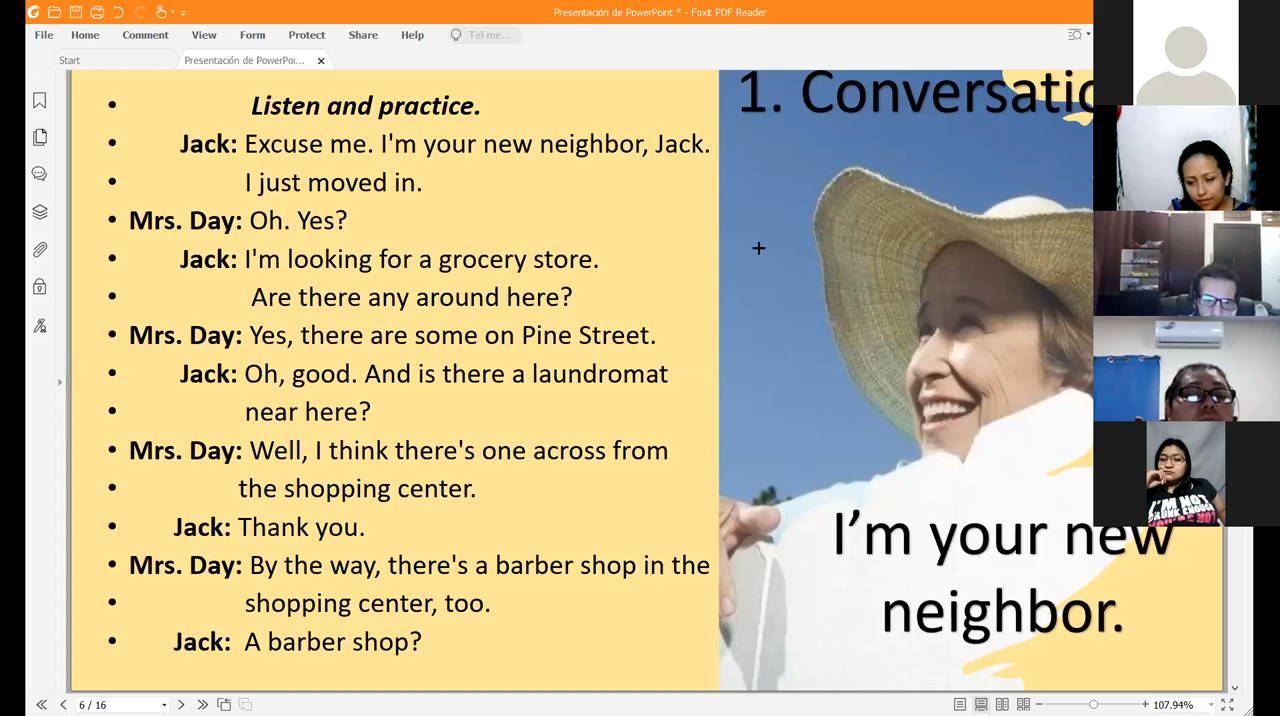 Presentación de PowerPoint * - Foxit PDF Reader
File Home Comment View Form Protect Share Help Tell me...
Start Presentación de PowerPoi... ×
1. Conversatio
• Listen and practice.
• Jack: Excuse me. I'm your new neighbor, Jack.
• I just moved in.
• Mrs. Day: Oh. Yes?
• Jack: I'm looking for a grocery store.
• Are there any around here?
• Mrs. Day: Yes, there are some on Pine Street.
• Jack: Oh, good. And is there a laundromat
• near here?
• Mrs. Day: Well, I think there's one across from
• the shopping center.
• Jack: Thank you.
• Mrs. Day: By the way, there's a barber shop in the
• shopping center, too.
• Jack: A barber shop?
I’m your new
neighbor.
I'M NOT
DRUNK ENOUGH
6 / 16
107.94%